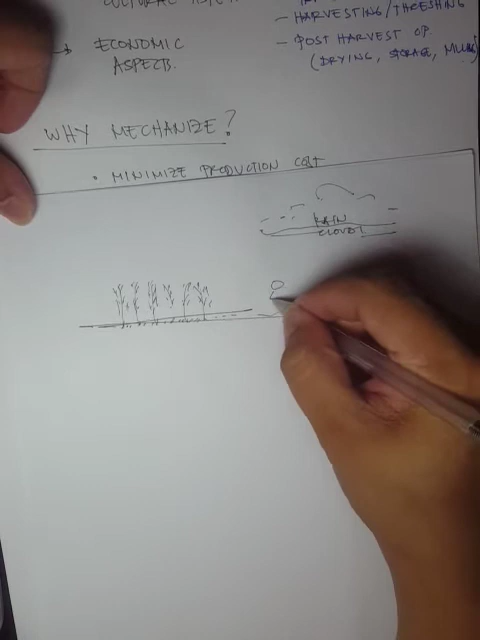 - HARVESTING/THRESHING
→ ECONOMIC
ASPECTS.
- POST HARVEST OP.
(DRYING, STORAGE, MILLING)
WHY MECHANIZE?
• MINIMIZE PRODUCTION COST
RAIN
CLOUD!